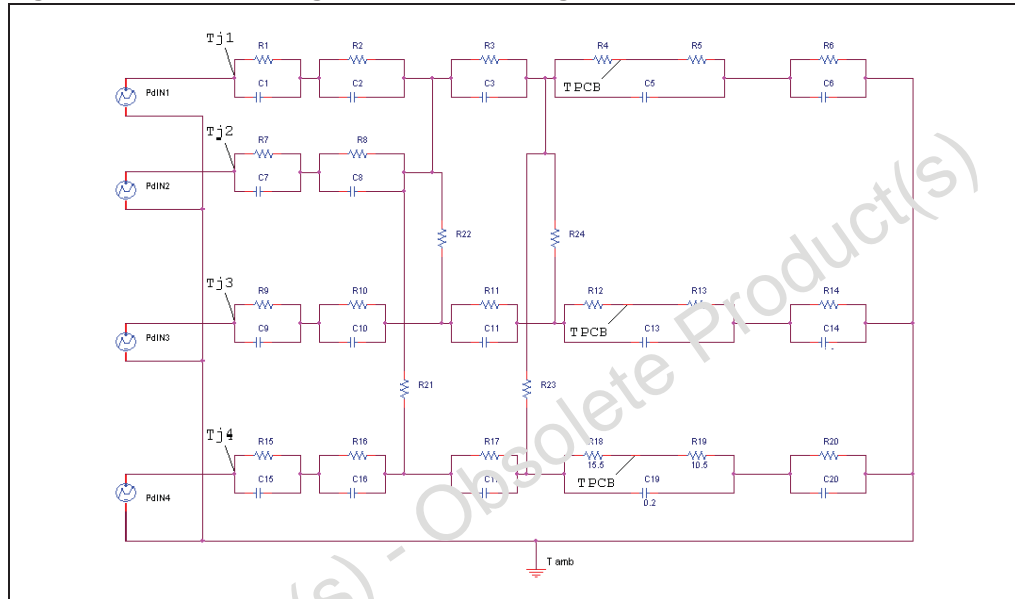 Tj1
R1 R2 R3 R4 R5 R6
C1 C2 C3 TPCB C5 C6
PdIN1
Tj2
R7 R8
C7 C8
PdIN2
R22 R24
Tj3
R9 R10 R11 R12 R13 R14
C9 C10 C11 TPCB C13 C14
PdIN3
R21 R23
Tj4
R15 R16 R17 R18 R19 R20
15.5 10.5
C15 C16 TPCB C19 C20
0.2
PdIN4
T amb
(s) - Obsolete Product(s)